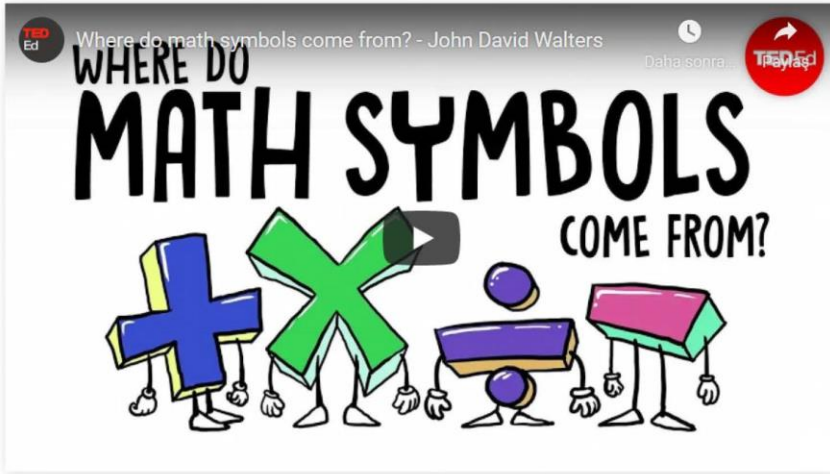 TED
Ed
Where do math symbols come from? - John David Walters
Daha sonra...
Paylaş
TEDEd
WHERE DO
MATH SYMBOLS
COME FROM?